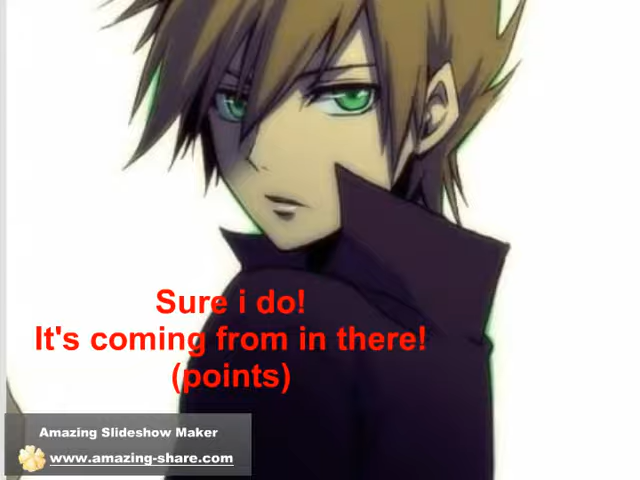 Sure i do!
It's coming from in there!
(points)
Amazing Slideshow Maker
www.amazing-share.com